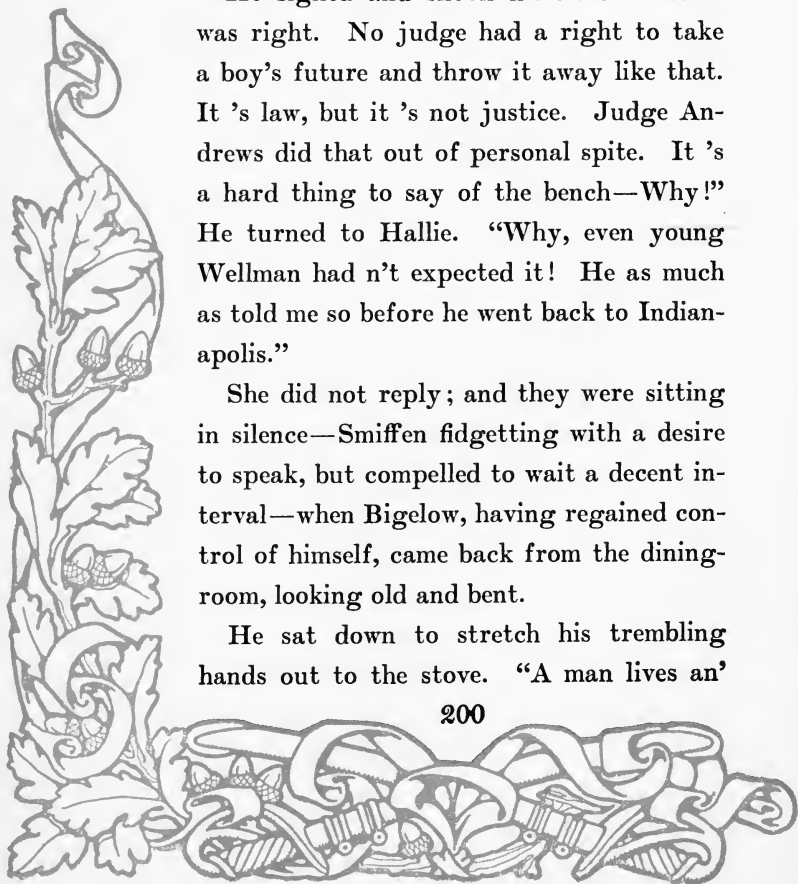 was right. No judge had a right to take
a boy's future and throw it away like that.
It 's law, but it 's not justice. Judge An-
drews did that out of personal spite. It 's
a hard thing to say of the bench—Why!”
He turned to Hallie. “Why, even young
Wellman had n't expected it! He as much
as told me so before he went back to Indian-
apolis.”
She did not reply; and they were sitting
in silence—Smiffen fidgetting with a desire
to speak, but compelled to wait a decent in-
terval—when Bigelow, having regained con-
trol of himself, came back from the dining-
room, looking old and bent.
He sat down to stretch his trembling
hands out to the stove. “A man lives an’
200